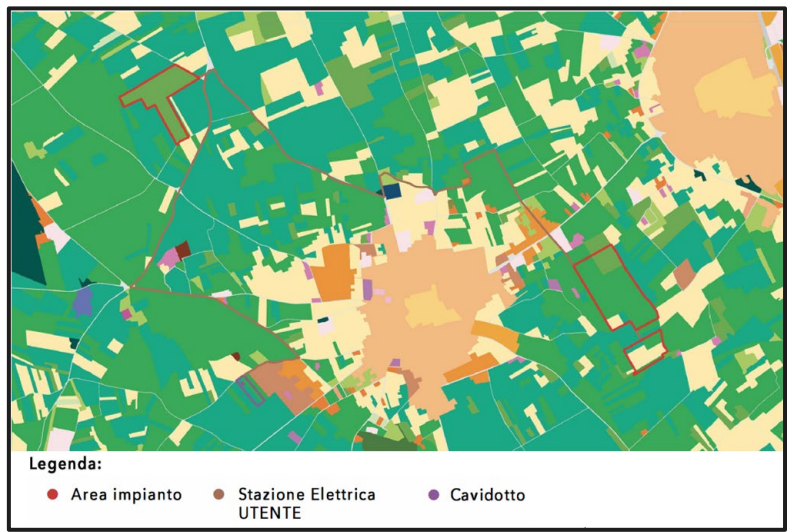 Legenda:
Area impianto
Stazione Elettrica
UTENTE
Cavidotto